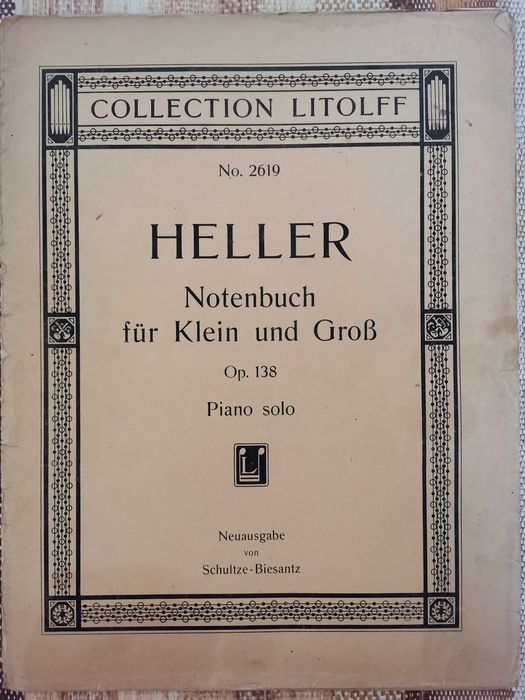 COLLECTION LITOLFF
No. 2619
HELLER
Notenbuch
für Klein und Groß
Op. 138
Piano solo
L
Neuausgabe
von
Schultze-Biesantz